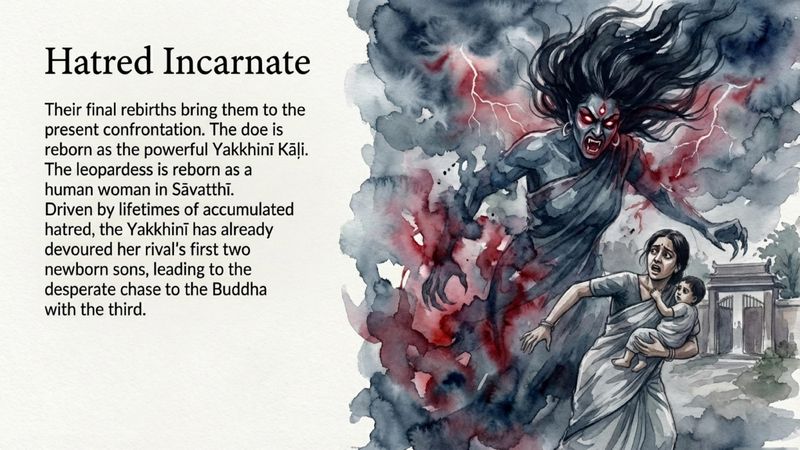 Hatred Incarnate
Their final rebirths bring them to the
present confrontation. The doe is
reborn as the powerful Yakkhinī Kāḷi.
The leopardess is reborn as a
human woman in Sāvatthī.
Driven by lifetimes of accumulated
hatred, the Yakkhinī has already
devoured her rival's first two
newborn sons, leading to the
desperate chase to the Buddha
with the third.